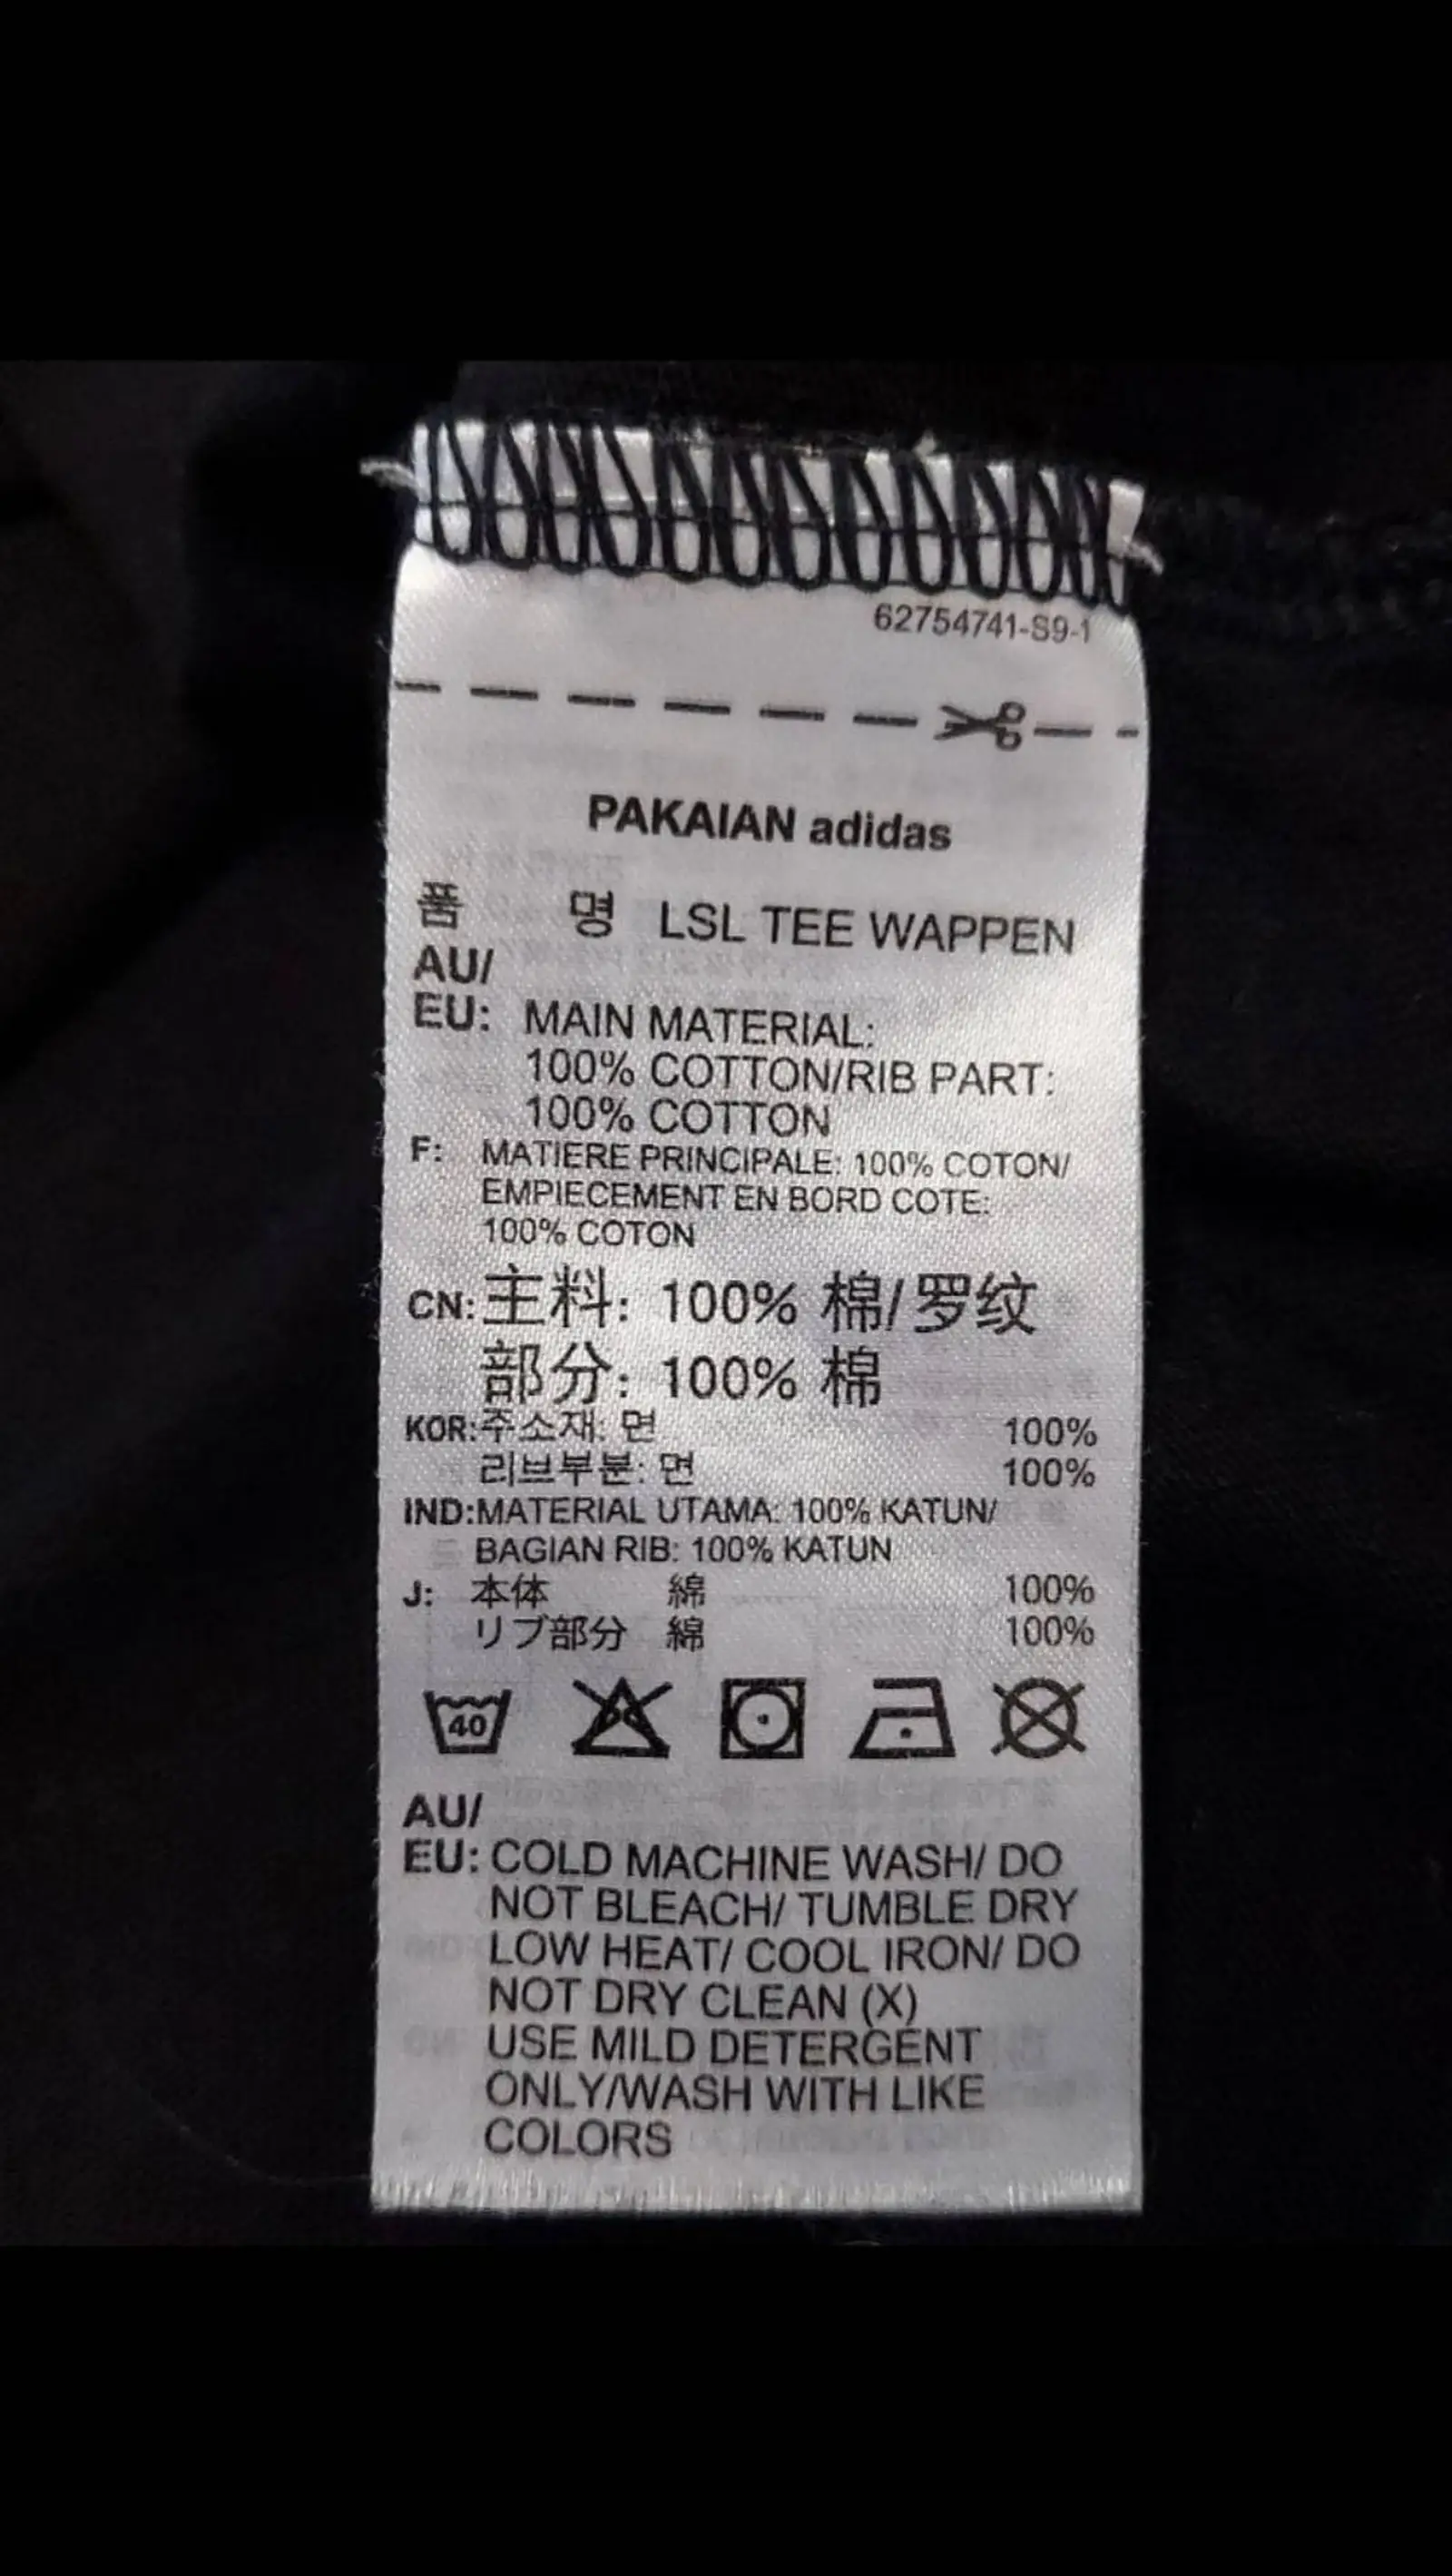 62754741-S9-1
PAKAIAN adidas
품 명 LSL TEE WAPPEN
AU/
EU: MAIN MATERIAL:
100% COTTON/RIB PART:
100% COTTON
F: MATIERE PRINCIPALE: 100% COTON/
EMPIECEMENT EN BORD COTE:
100% COTON
CN: 主料: 100% 棉/罗纹
部分: 100% 棉
KOR: 주소재: 면 100%
리브부분: 면 100%
IND: MATERIAL UTAMA: 100% KATUN/
BAGIAN RIB: 100% KATUN
J: 本体 綿 100%
リブ部分 綿 100%
40
AU/
EU: COLD MACHINE WASH/ DO
NOT BLEACH/ TUMBLE DRY
LOW HEAT/ COOL IRON/ DO
NOT DRY CLEAN (X)
USE MILD DETERGENT
ONLY/WASH WITH LIKE
COLORS